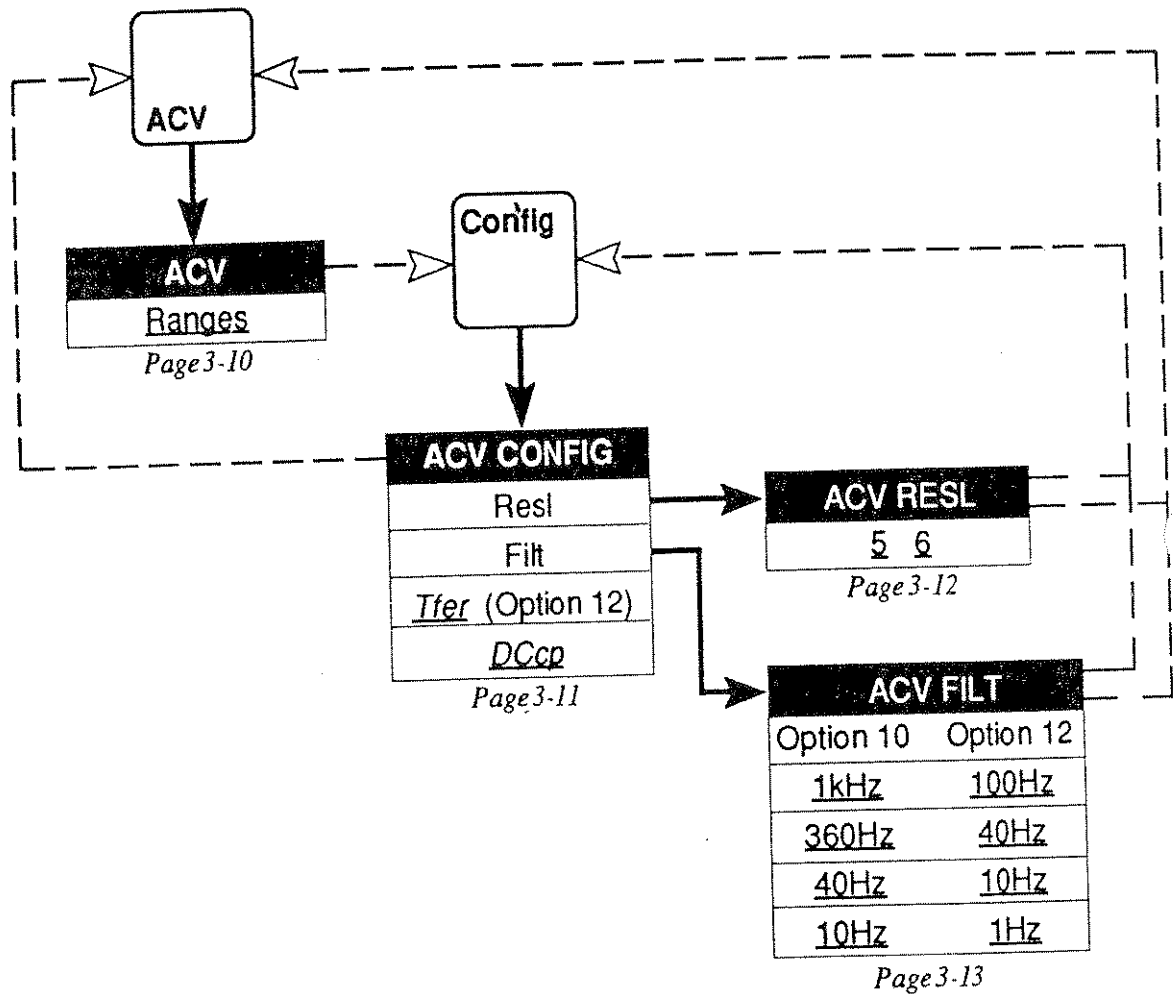 ACV
Config
ACV
Ranges
Page 3-10
ACV CONFIG
Resl
Filt
Tfer (Option 12)
DCcp
Page 3-11
ACV RESL
5 6
Page 3-12
ACV FILT
Option 10 Option 12
1kHz 100Hz
360Hz 40Hz
40Hz 10Hz
10Hz 1Hz
Page 3-13